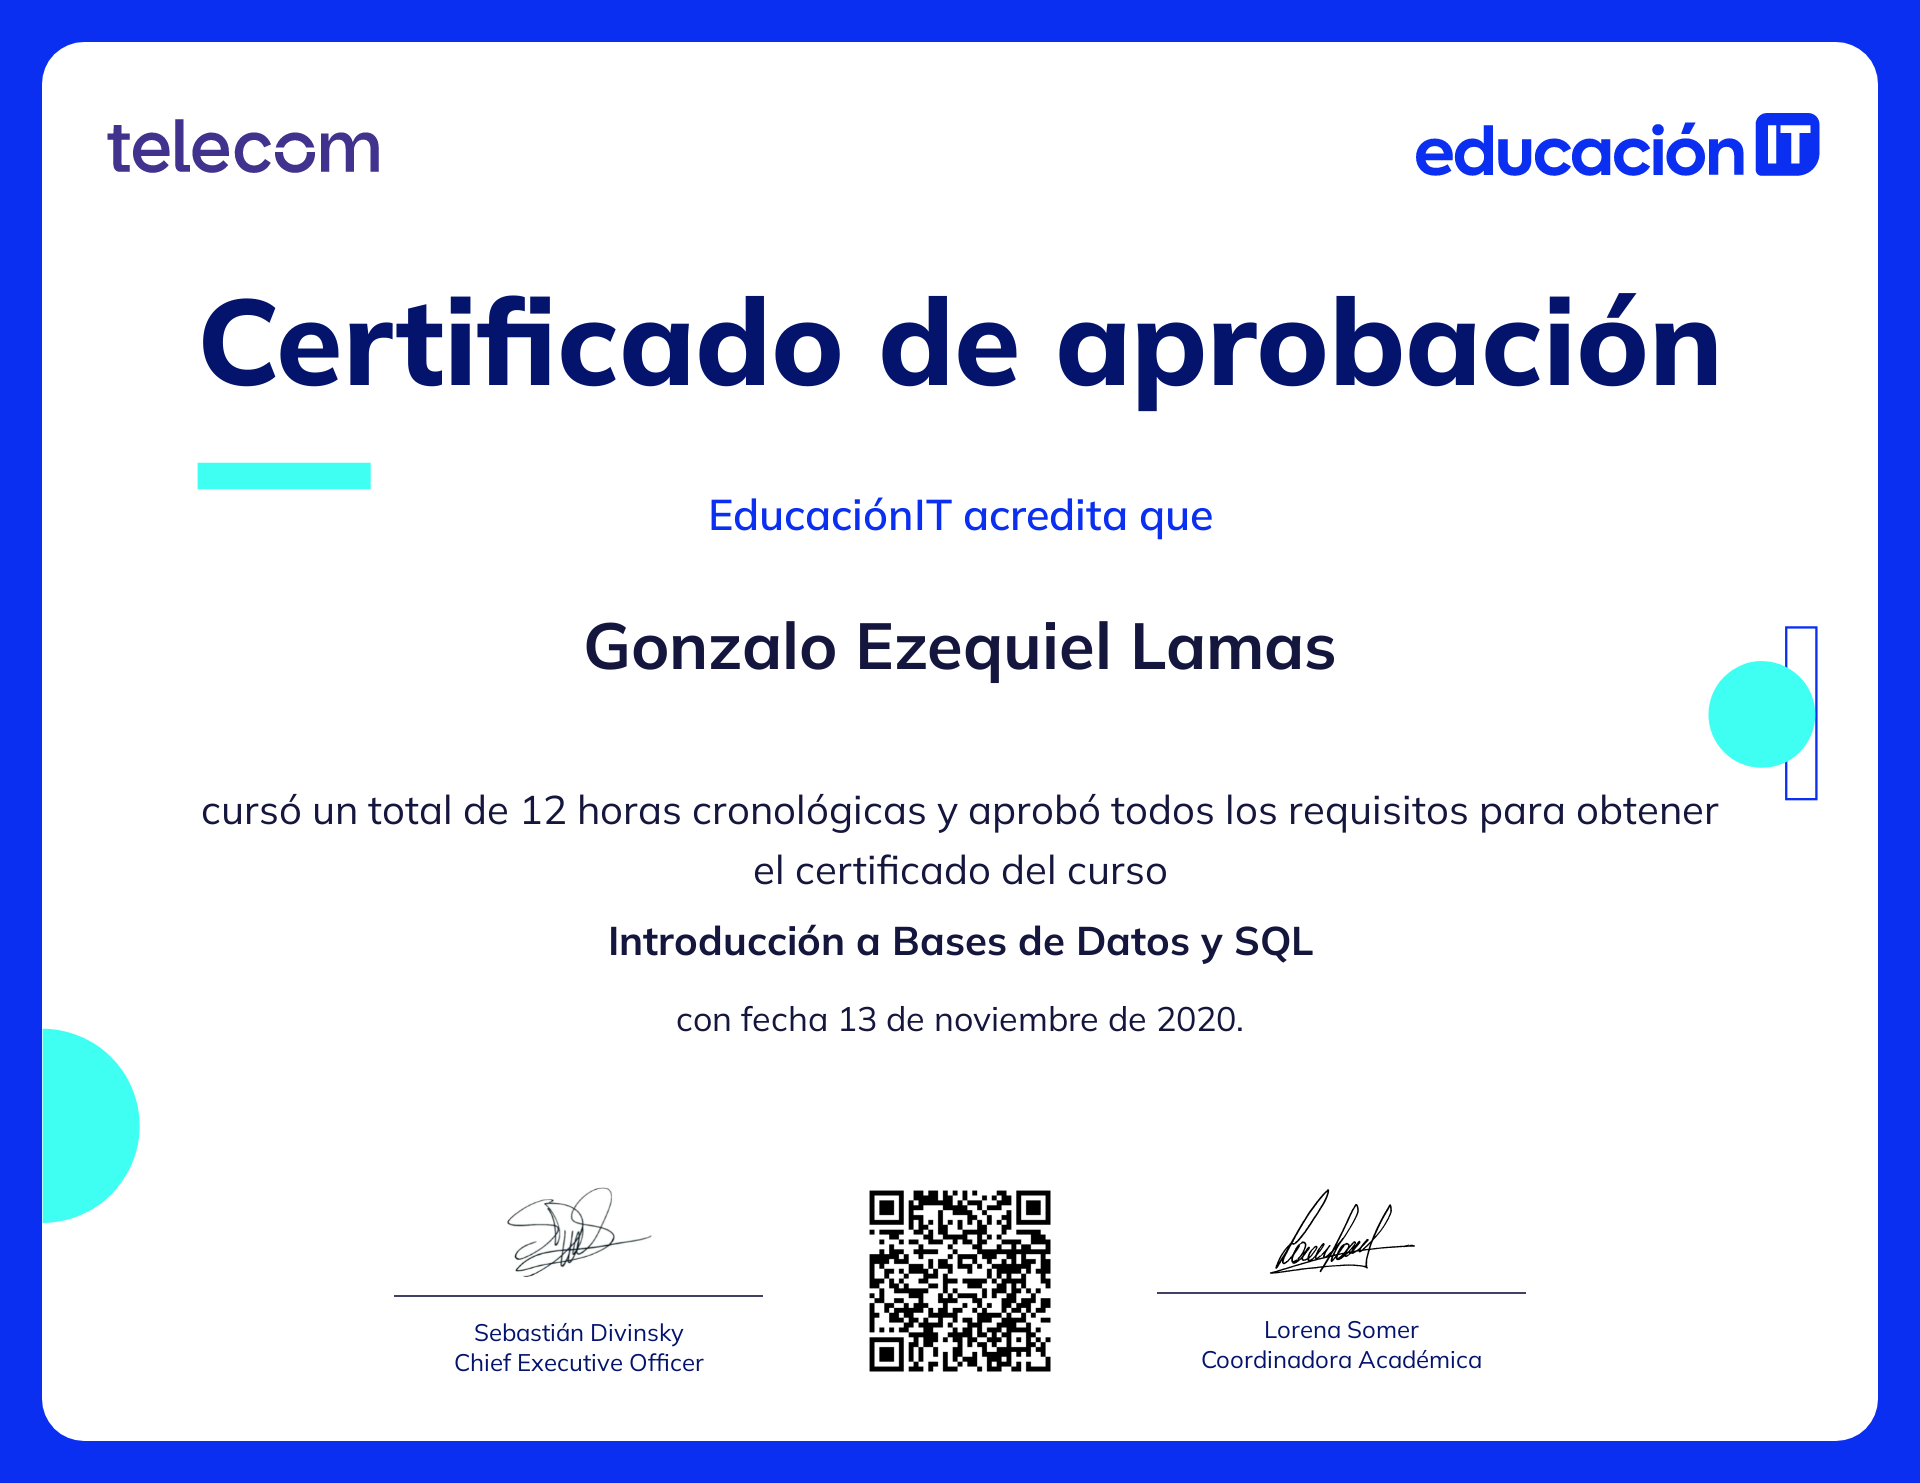 telecom
educación IT
Certificado de aprobación
EducaciónIT acredita que
Gonzalo Ezequiel Lamas
cursó un total de 12 horas cronológicas y aprobó todos los requisitos para obtener
el certificado del curso
Introducción a Bases de Datos y SQL
con fecha 13 de noviembre de 2020.
Sebastián Divinsky
Chief Executive Officer
Lorena Somer
Coordinadora Académica